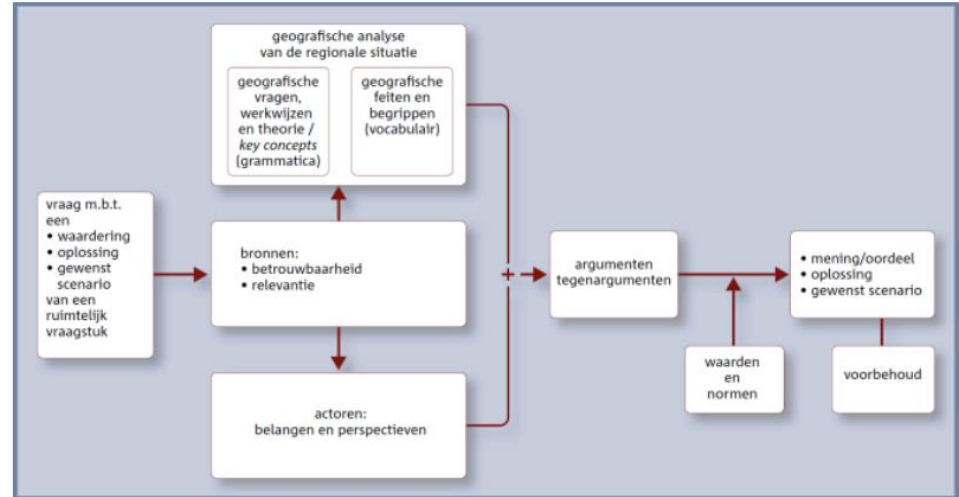 geografische analyse
van de regionale situatie
geografische
vragen,
werkwijzen
en theorie /
key concepts
(grammatica)
geografische
feiten en
begrippen
(vocabulair)
vraag m.b.t.
een
• waardering
• oplossing
• gewenst
scenario
van een
ruimtelijk
vraagstuk
bronnen:
• betrouwbaarheid
• relevantie
actoren:
belangen en perspectieven
+
argumenten
tegenargumenten
waarden
en
normen
• mening/oordeel
• oplossing
• gewenst scenario
voorbehoud